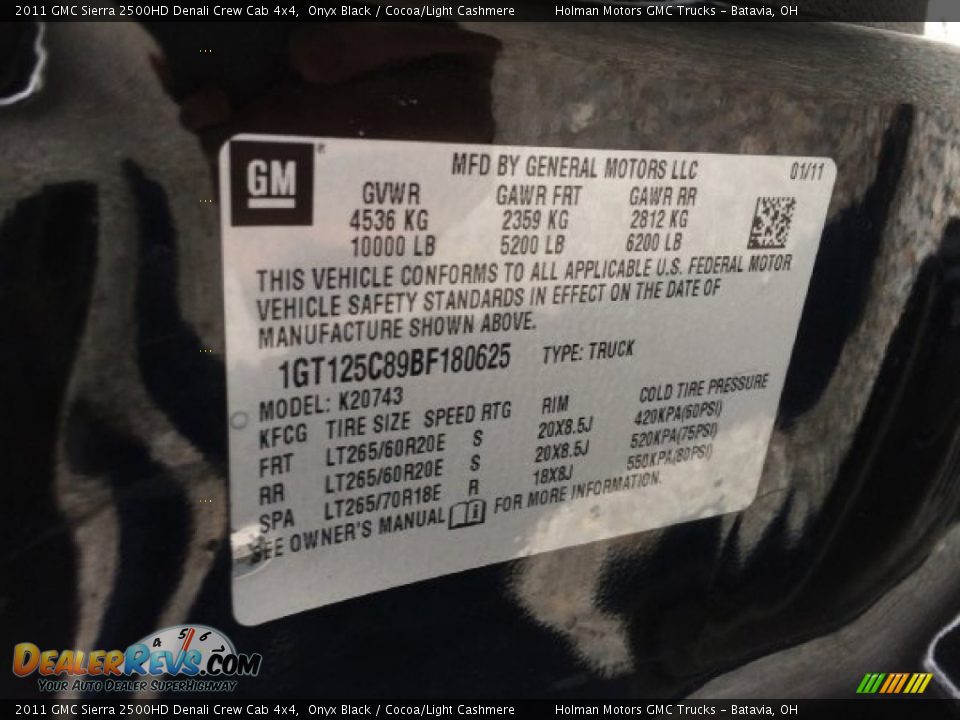 2011 GMC Sierra 2500HD Denali Crew Cab 4x4, Onyx Black / Cocoa/Light Cashmere Holman Motors GMC Trucks - Batavia, OH
GM
MFD BY GENERAL MOTORS LLC 01/11
GVWR GAWR FRT GAWR RR
4536 KG 2359 KG 2812 KG
10000 LB 5200 LB 6200 LB
THIS VEHICLE CONFORMS TO ALL APPLICABLE U.S. FEDERAL MOTOR
VEHICLE SAFETY STANDARDS IN EFFECT ON THE DATE OF
MANUFACTURE SHOWN ABOVE.
1GT125C89BF180625 TYPE: TRUCK
MODEL: K20743
KFCG TIRE SIZE SPEED RTG RIM COLD TIRE PRESSURE
FRT LT265/60R20E S 20X8.5J 420KPA(60PSI)
RR LT265/60R20E S 20X8.5J 520KPA(75PSI)
SPA LT265/70R18E R 18X8J 550KPA(80PSI)
SEE OWNER'S MANUAL FOR MORE INFORMATION.
4 5 6
DEALERREVS.COM
Your Auto Dealer SuperHighway
2011 GMC Sierra 2500HD Denali Crew Cab 4x4, Onyx Black / Cocoa/Light Cashmere Holman Motors GMC Trucks - Batavia, OH